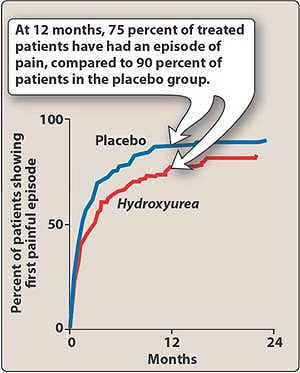 At 12 months, 75 percent of treated
patients have had an episode of
pain, compared to 90 percent of
patients in the placebo group.
100
Placebo
Percent of patients showing
first painful episode
50
Hydroxyurea
0
0
12
24
Months